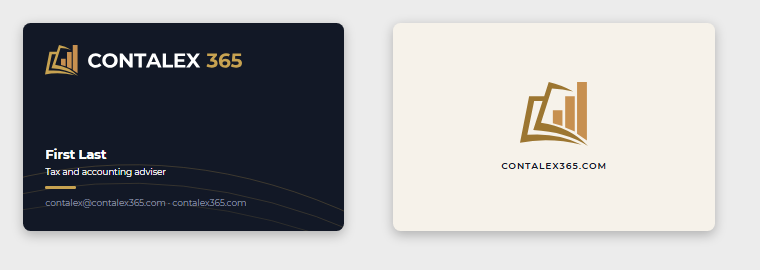 CONTALEX 365
First Last
Tax and accounting adviser
contalex@contalex365.com - contalex365.com
CONTALEX365.COM